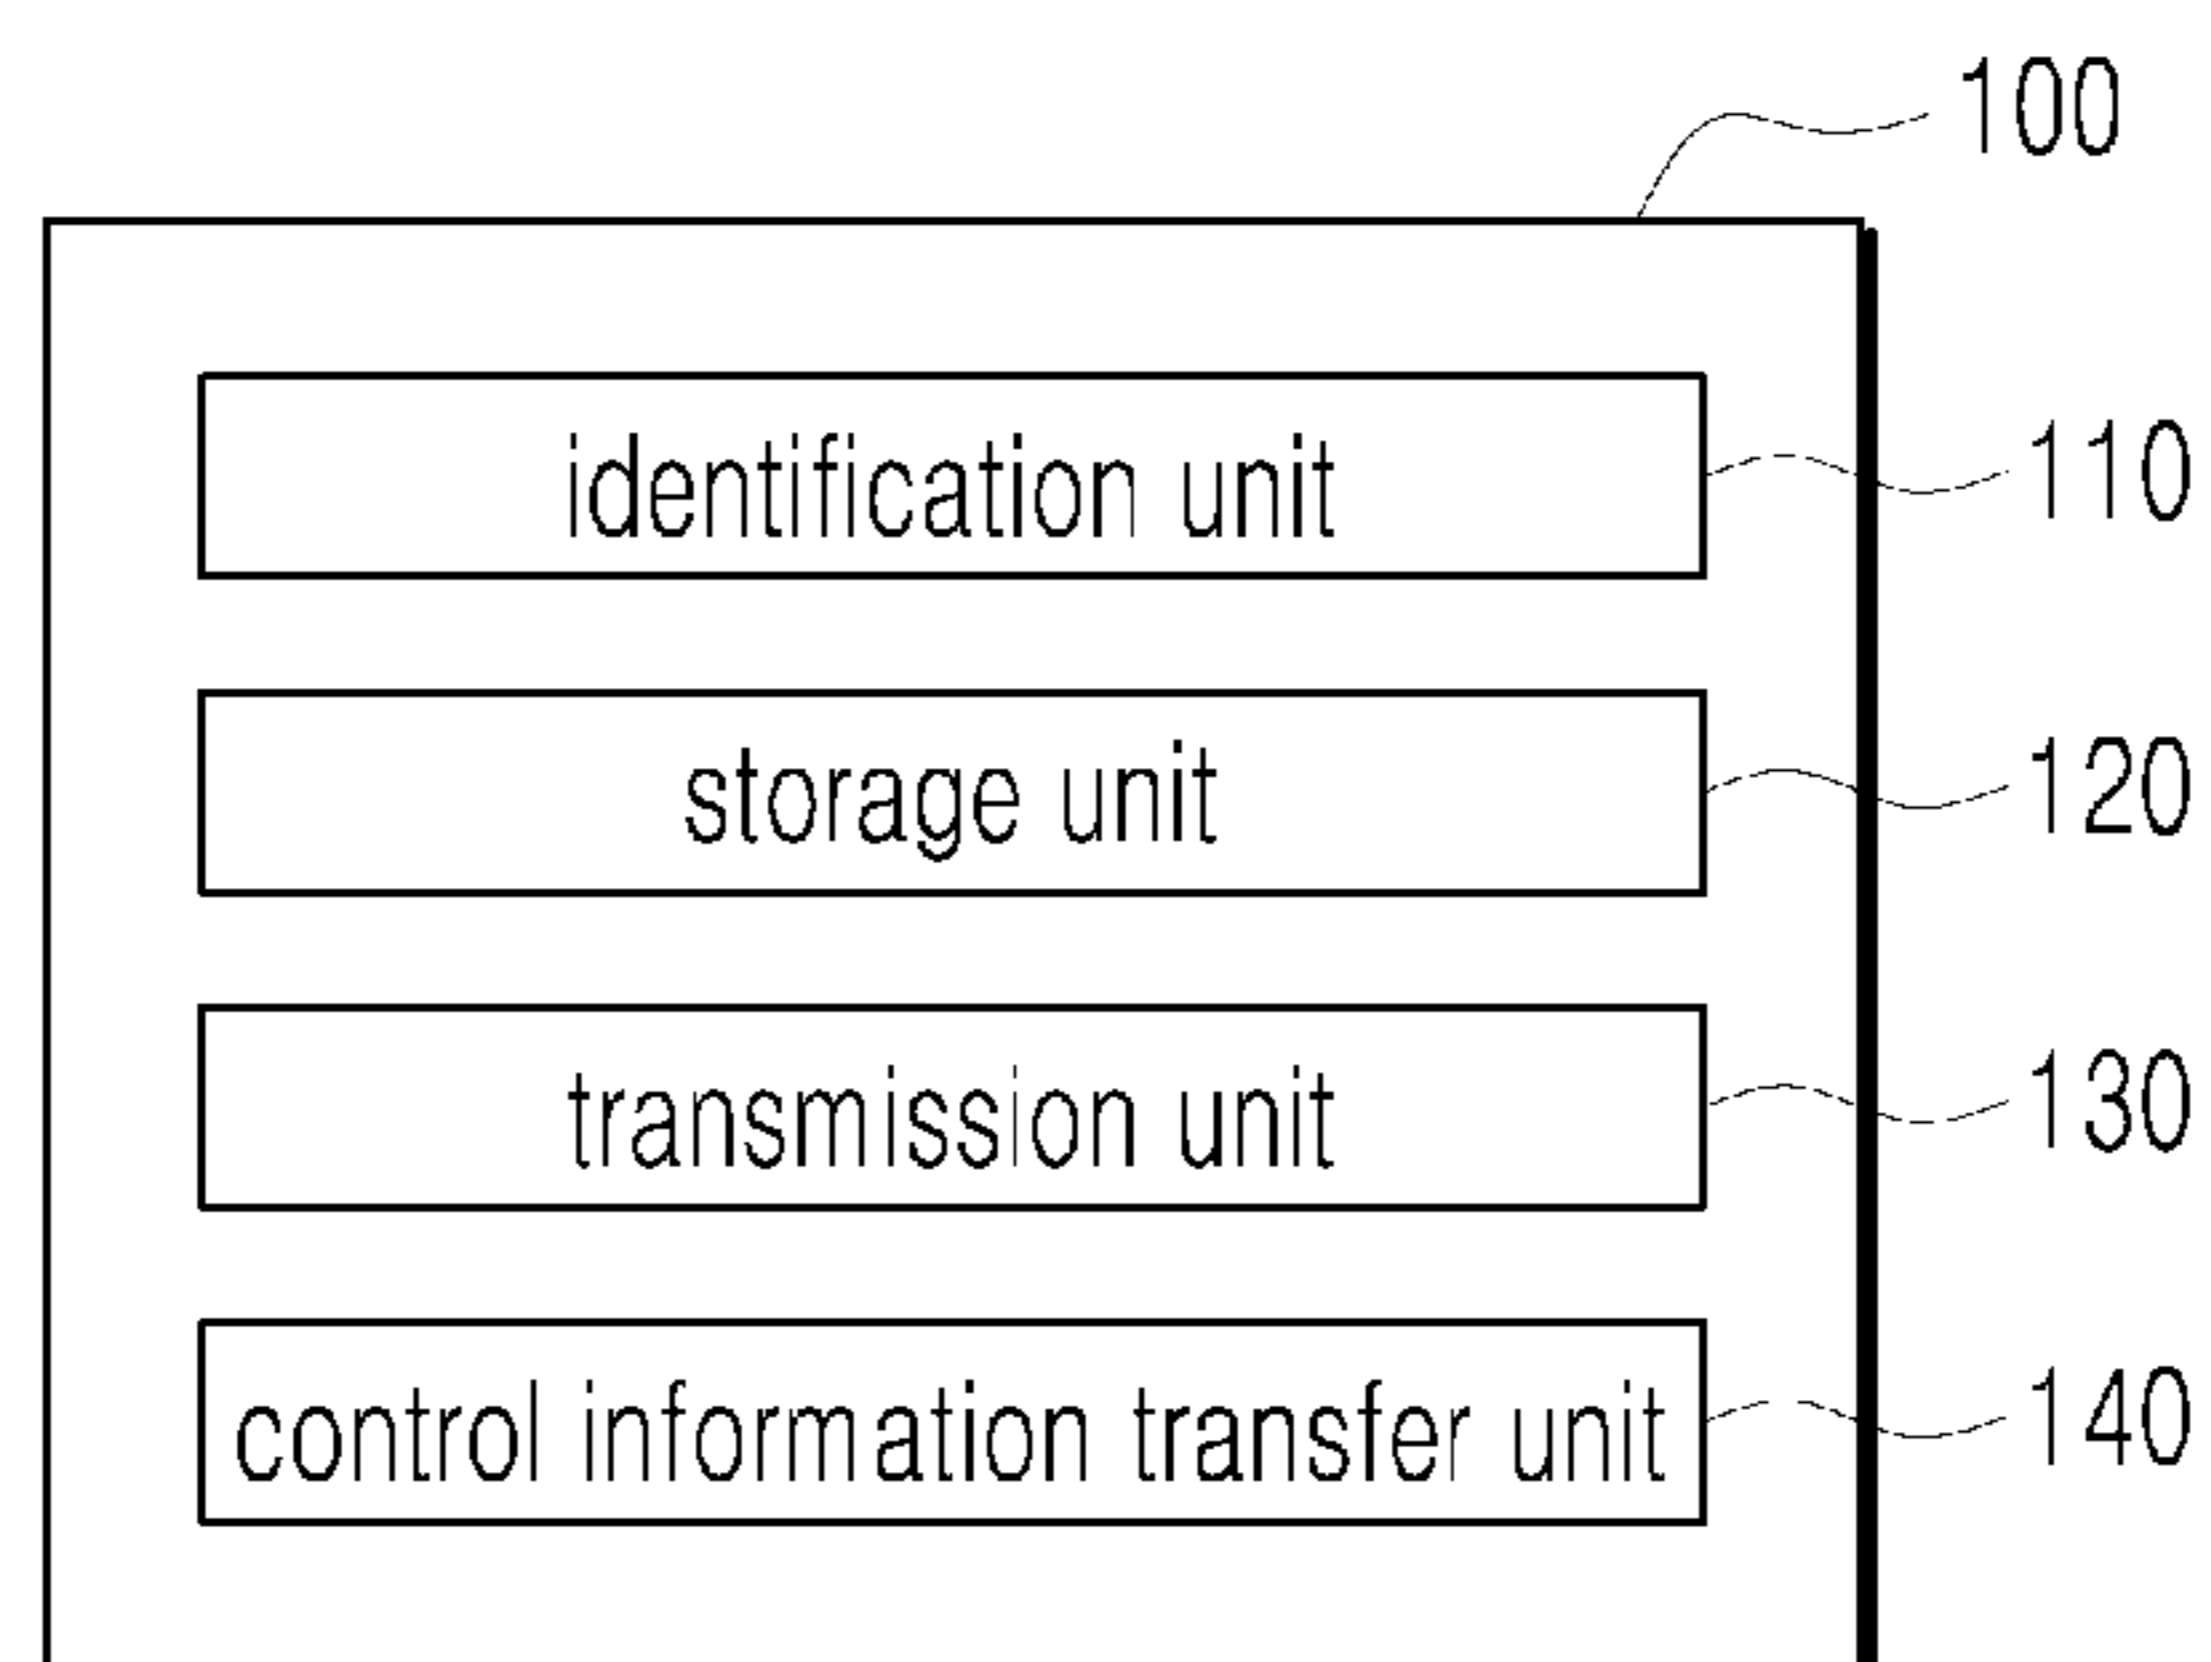 100
identification unit 110
storage unit 120
transmission unit 130
control information transfer unit 140